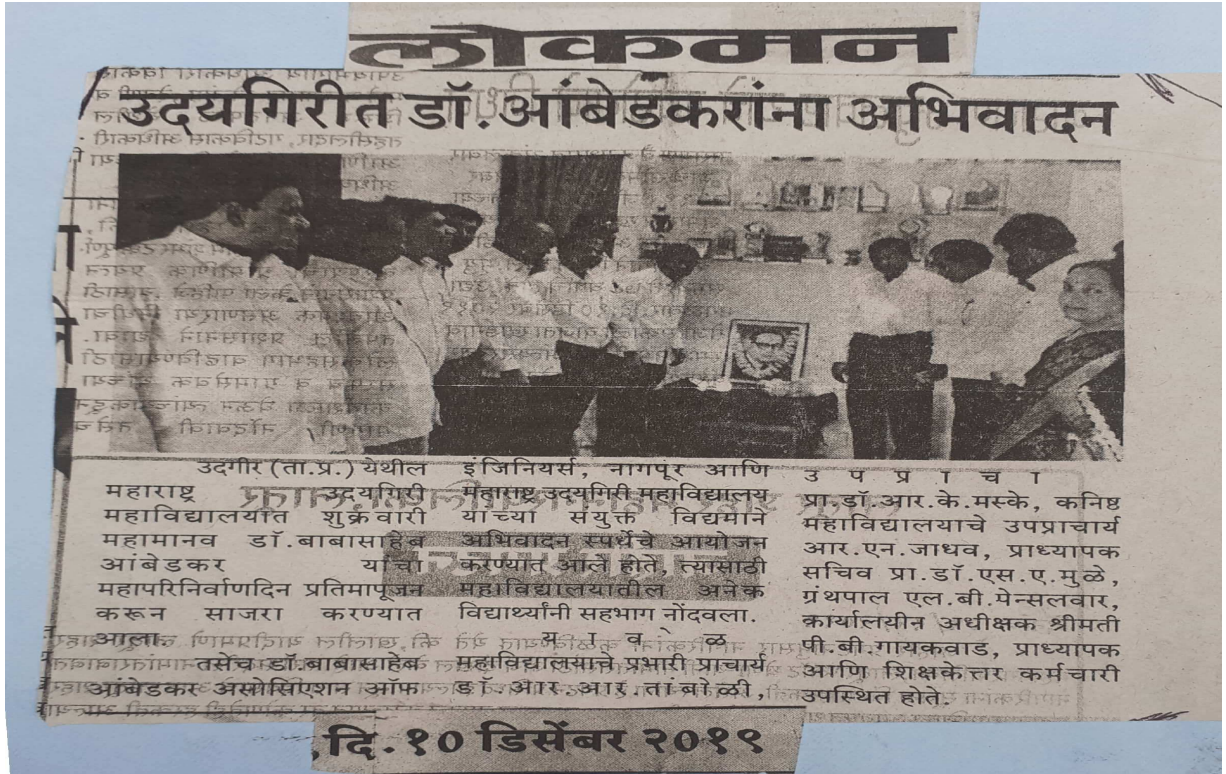 लोकमन
उदयगिरीत डॉ.आंबेडकरांना अभिवादन
उदगीर (ता.प्र.) येथील
महाराष्ट्र उदयगिरी
महाविद्यालयात शुक्रवारी
महामानव डॉ.बाबासाहेब
आंबेडकर यांचा
महापरिनिर्वाणदिन प्रतिमापूजन
करून साजरा करण्यात
आला.
तसेच डॉ.बाबासाहेब
आंबेडकर असोसिएशन ऑफ
इंजिनियर्स, नागपूर आणि
महाराष्ट्र उदयगिरी महाविद्यालय
यांच्या संयुक्त विद्यमाने
अभिवादन स्पर्धेचे आयोजन
करण्यात आले होते, त्यासाठी
महाविद्यालयातील अनेक
विद्यार्थ्यांनी सहभाग नोंदवला.
या वे ळी
महाविद्यालयाचे प्रभारी प्राचार्य
डॉ.आर.आर.तांबोळी,
उ प प्रा चा
प्रा.डॉ.आर.के.मस्के, कनिष्ठ
महाविद्यालयाचे उपप्राचार्य
आर.एन.जाधव, प्राध्यापक
सचिव प्रा.डॉ.एस.ए.मुळे,
ग्रंथपाल एल.बी.पेन्सलवार,
कार्यालयीन अधीक्षक श्रीमती
पी.बी.गायकवाड, प्राध्यापक
आणि शिक्षकेत्तर कर्मचारी
उपस्थित होते.
दि.१० डिसेंबर २०१९